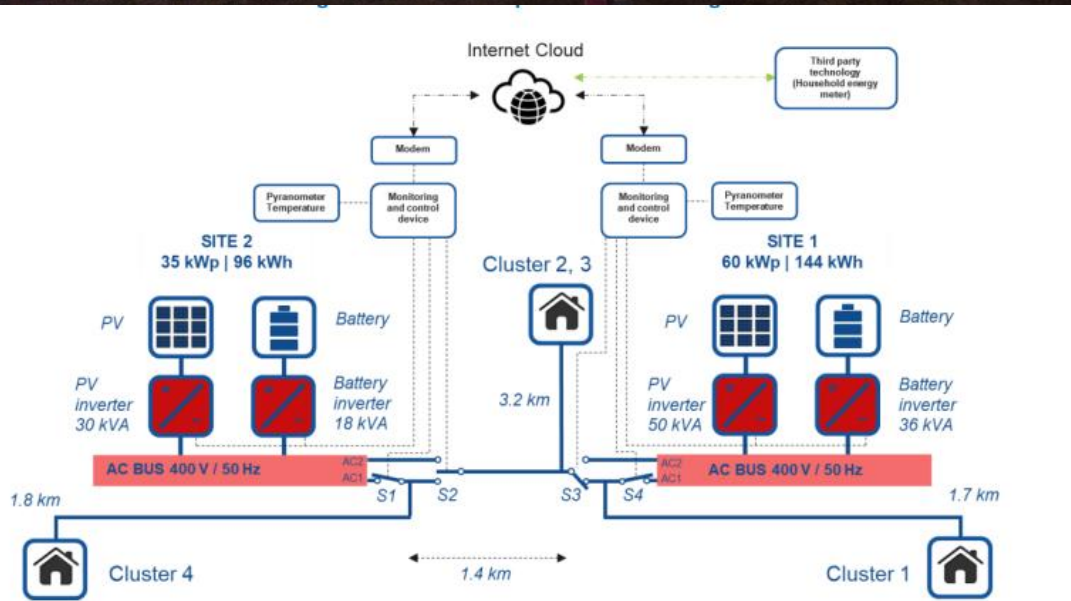 Internet Cloud
Third party
technology
(Household energy
meter)
Modem
Modem
Pyranometer
Temperature
Monitoring
and control
device
Monitoring
and control
device
Pyranometer
Temperature
SITE 2
35 kWp | 96 kWh
Cluster 2, 3
SITE 1
60 kWp | 144 kWh
PV
Battery
PV
Battery
PV
inverter
30 kVA
Battery
inverter
18 kVA
3.2 km
PV
inverter
50 kVA
Battery
inverter
36 kVA
AC BUS 400 V / 50 Hz
AC2
AC1
AC2
AC1
AC BUS 400 V / 50 Hz
S1
S2
S3
S4
1.8 km
1.7 km
Cluster 4
1.4 km
Cluster 1